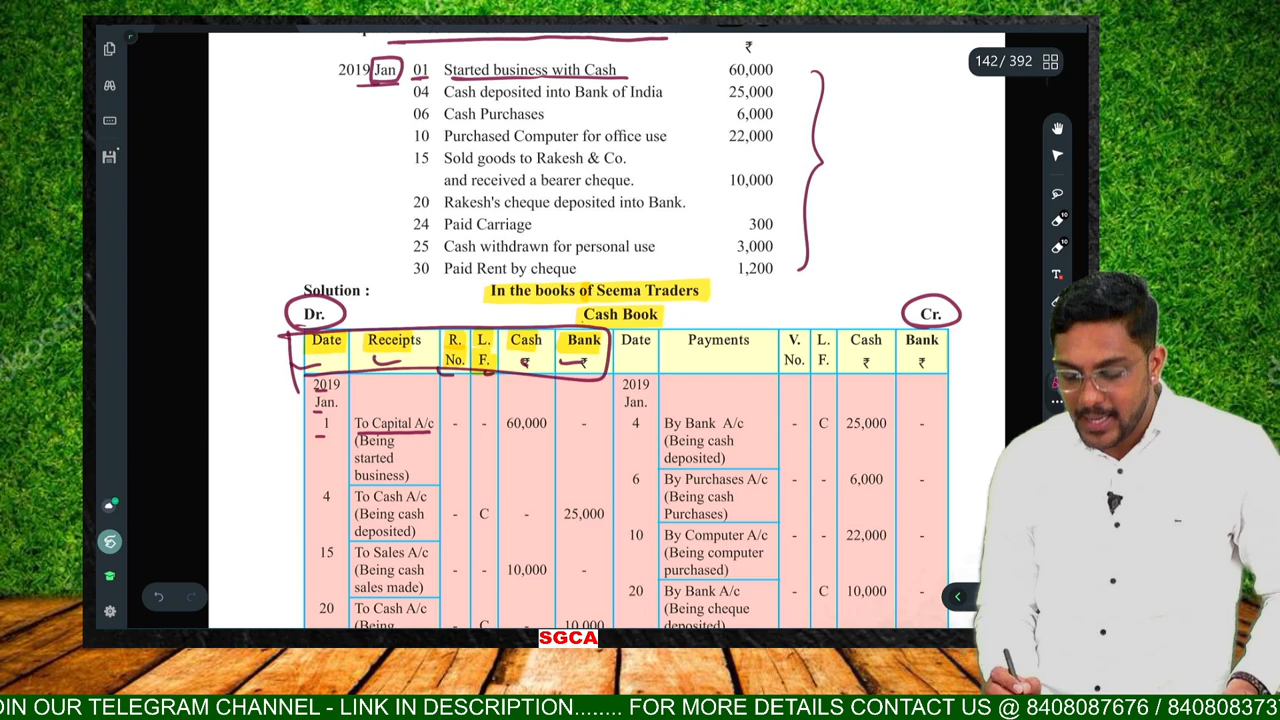 142/ 392
₹
2019 Jan 01 Started business with Cash 60,000
04 Cash deposited into Bank of India 25,000
06 Cash Purchases 6,000
10 Purchased Computer for office use 22,000
15 Sold goods to Rakesh & Co.
and received a bearer cheque. 10,000
20 Rakesh's cheque deposited into Bank.
24 Paid Carriage 300
25 Cash withdrawn for personal use 3,000
30 Paid Rent by cheque 1,200
Solution : In the books of Seema Traders
Dr. Cash Book Cr.
Date Receipts R. L. Cash Bank Date Payments V. L. Cash Bank
No. F. ₹ ₹ No. F. ₹ ₹
2019 2019
Jan. Jan.
1 To Capital A/c - - 60,000 - 4 By Bank A/c - C 25,000 -
(Being (Being cash
started deposited)
business) 6 By Purchases A/c - - 6,000 -
4 To Cash A/c (Being cash
(Being cash - C - 25,000 Purchases)
deposited) 10 By Computer A/c - - 22,000 -
15 To Sales A/c (Being computer
(Being cash - - 10,000 - purchased)
sales made) 20 By Bank A/c - C 10,000 -
20 To Cash A/c (Being cheque
(Being - C - 10,000 deposited)
SGCA
OIN OUR TELEGRAM CHANNEL - LINK IN DESCRIPTION........ FOR MORE DETAILS CONTACT US @ 8408087676 / 840808373